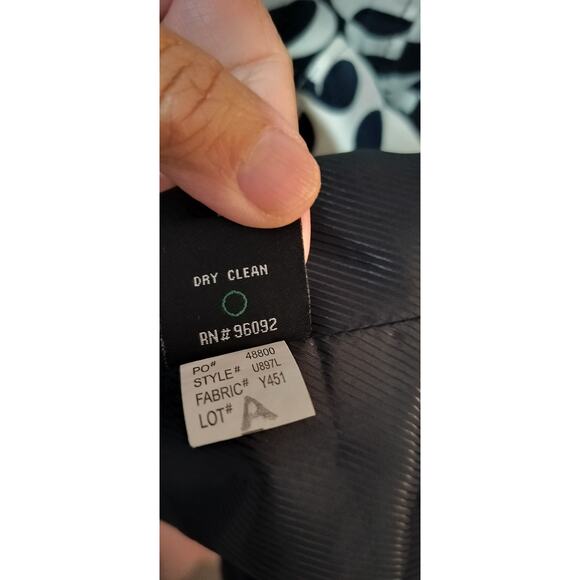 DRY CLEAN
RN# 96092
PO# 48800
STYLE# U897L
FABRIC# Y451
LOT# A